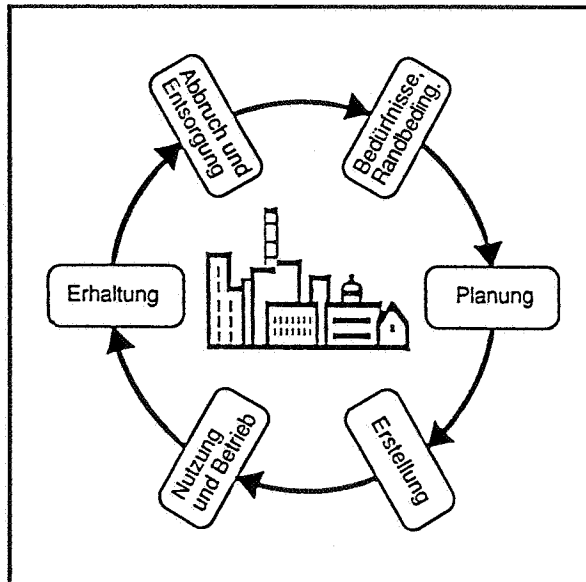 Abbruch und
Entsorgung
Bedürfnisse,
Randbeding.
Erhaltung
Planung
Nutzung
und Betrieb
Erstellung